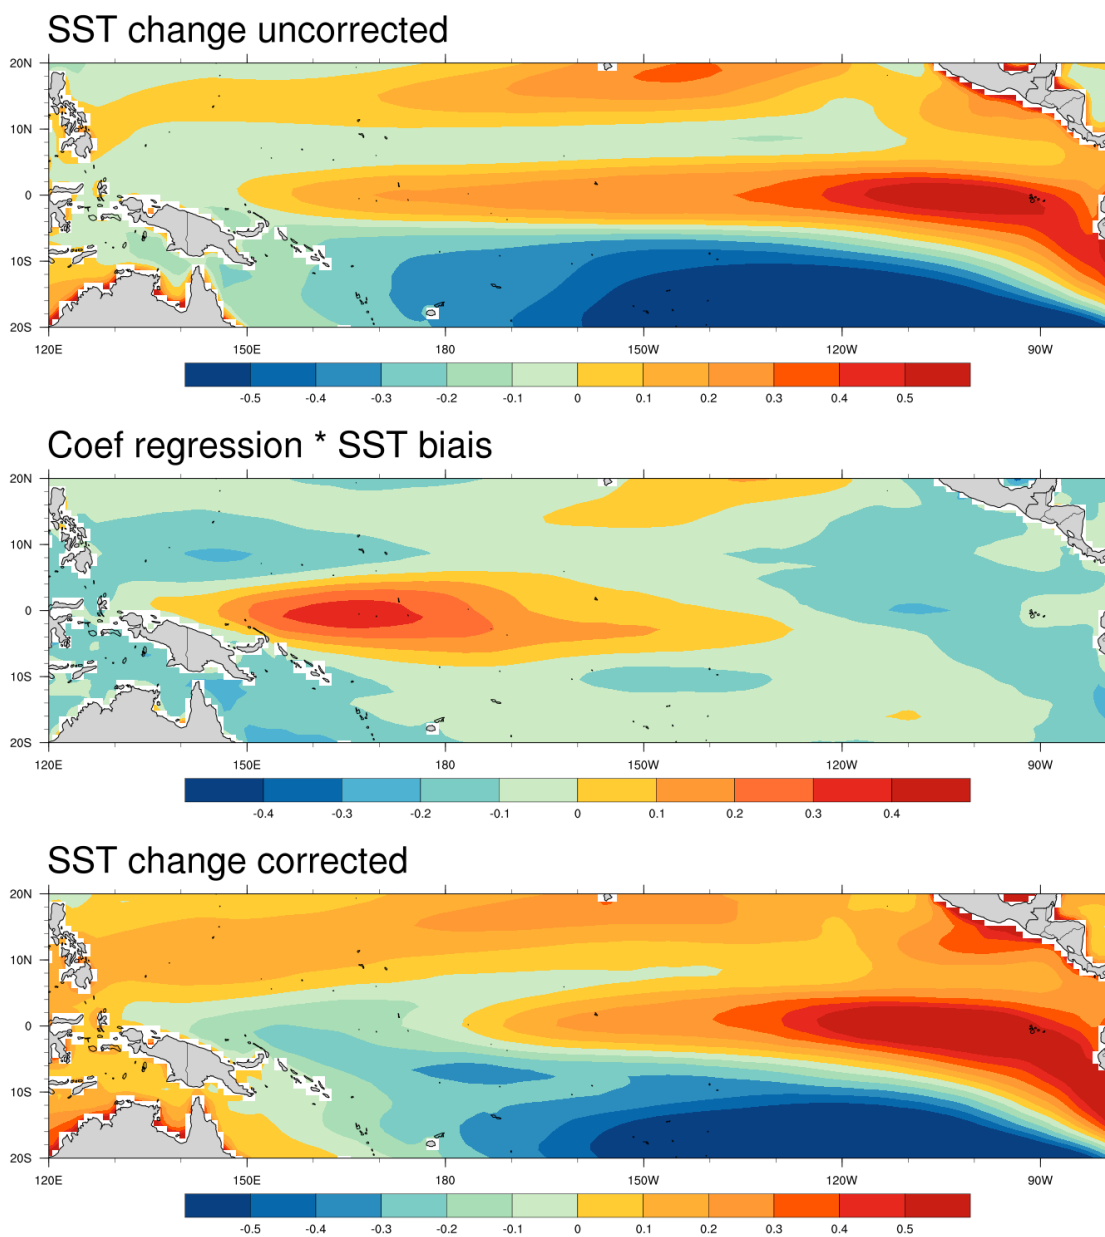 SST change uncorrected
20N
10N
0
10S
20S
120E 150E 180 150W 120W 90W
-0.5 -0.4 -0.3 -0.2 -0.1 0 0.1 0.2 0.3 0.4 0.5
Coef regression * SST biais
20N
10N
0
10S
20S
120E 150E 180 150W 120W 90W
-0.4 -0.3 -0.2 -0.1 0 0.1 0.2 0.3 0.4
SST change corrected
20N
10N
0
10S
20S
120E 150E 180 150W 120W 90W
-0.5 -0.4 -0.3 -0.2 -0.1 0 0.1 0.2 0.3 0.4 0.5